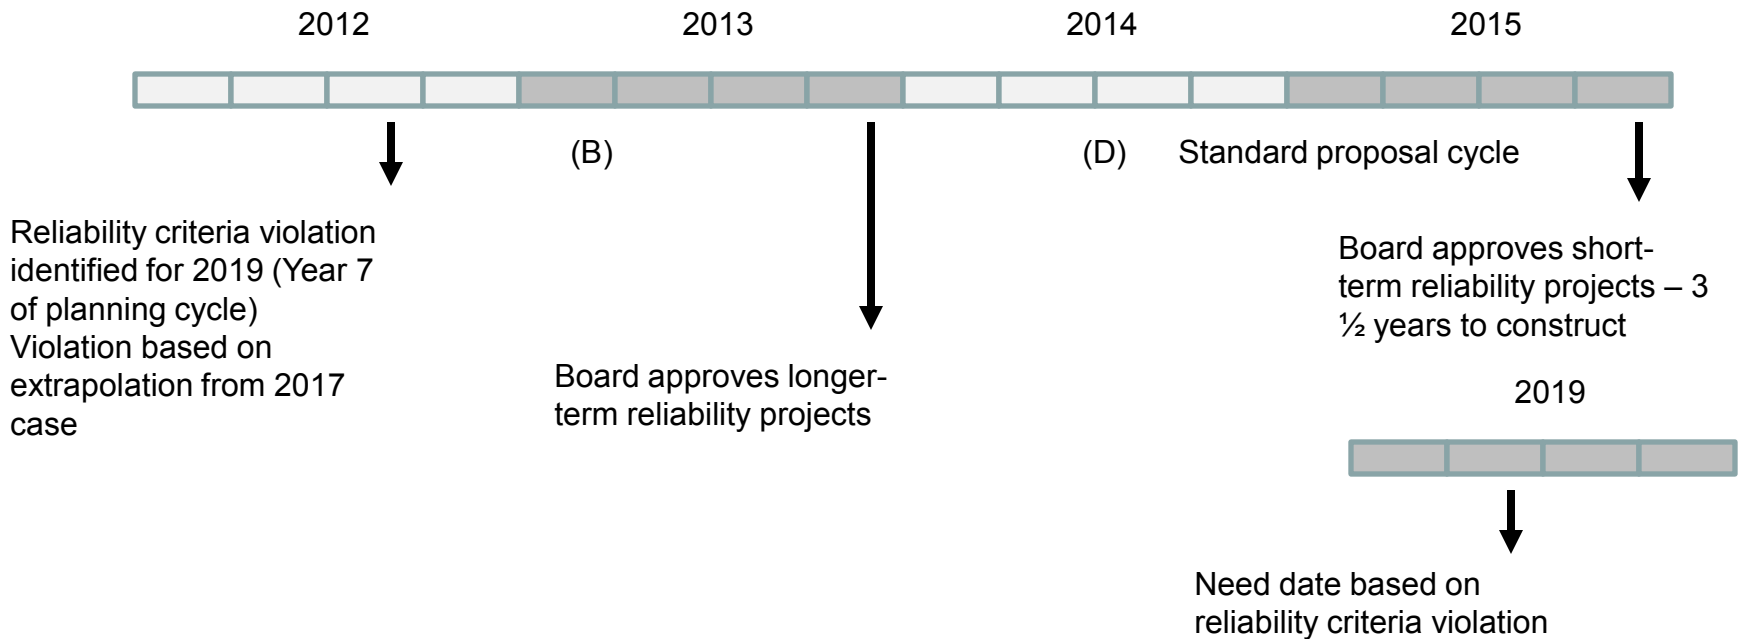 2012
2013
2014
2015
(B)
(D)
Standard proposal cycle
Reliability criteria violation
identified for 2019 (Year 7
of planning cycle)
Violation based on
extrapolation from 2017
case
Board approves longer-
term reliability projects
Board approves short-
term reliability projects – 3
½ years to construct
2019
Need date based on
reliability criteria violation